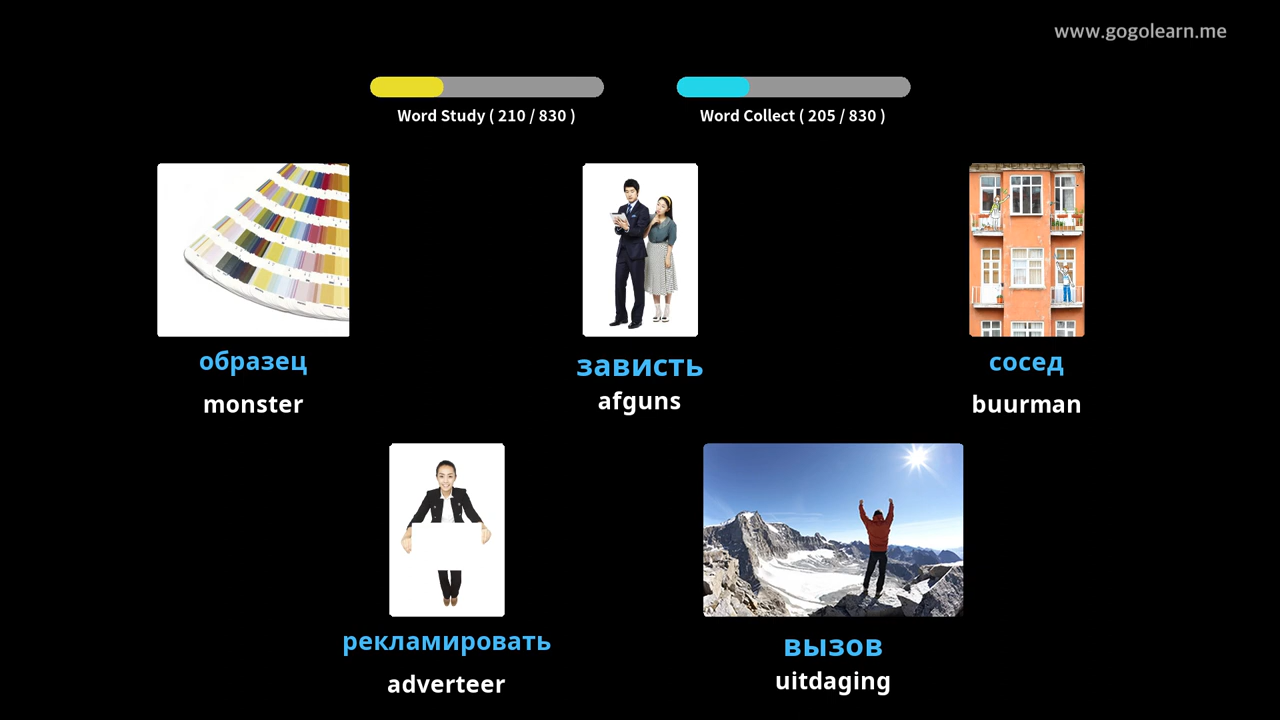 www.gogolearn.me
Word Study ( 210 / 830 )
Word Collect ( 205 / 830 )
образец
monster
зависть
afguns
сосед
buurman
рекламировать
adverteer
вызов
uitdaging